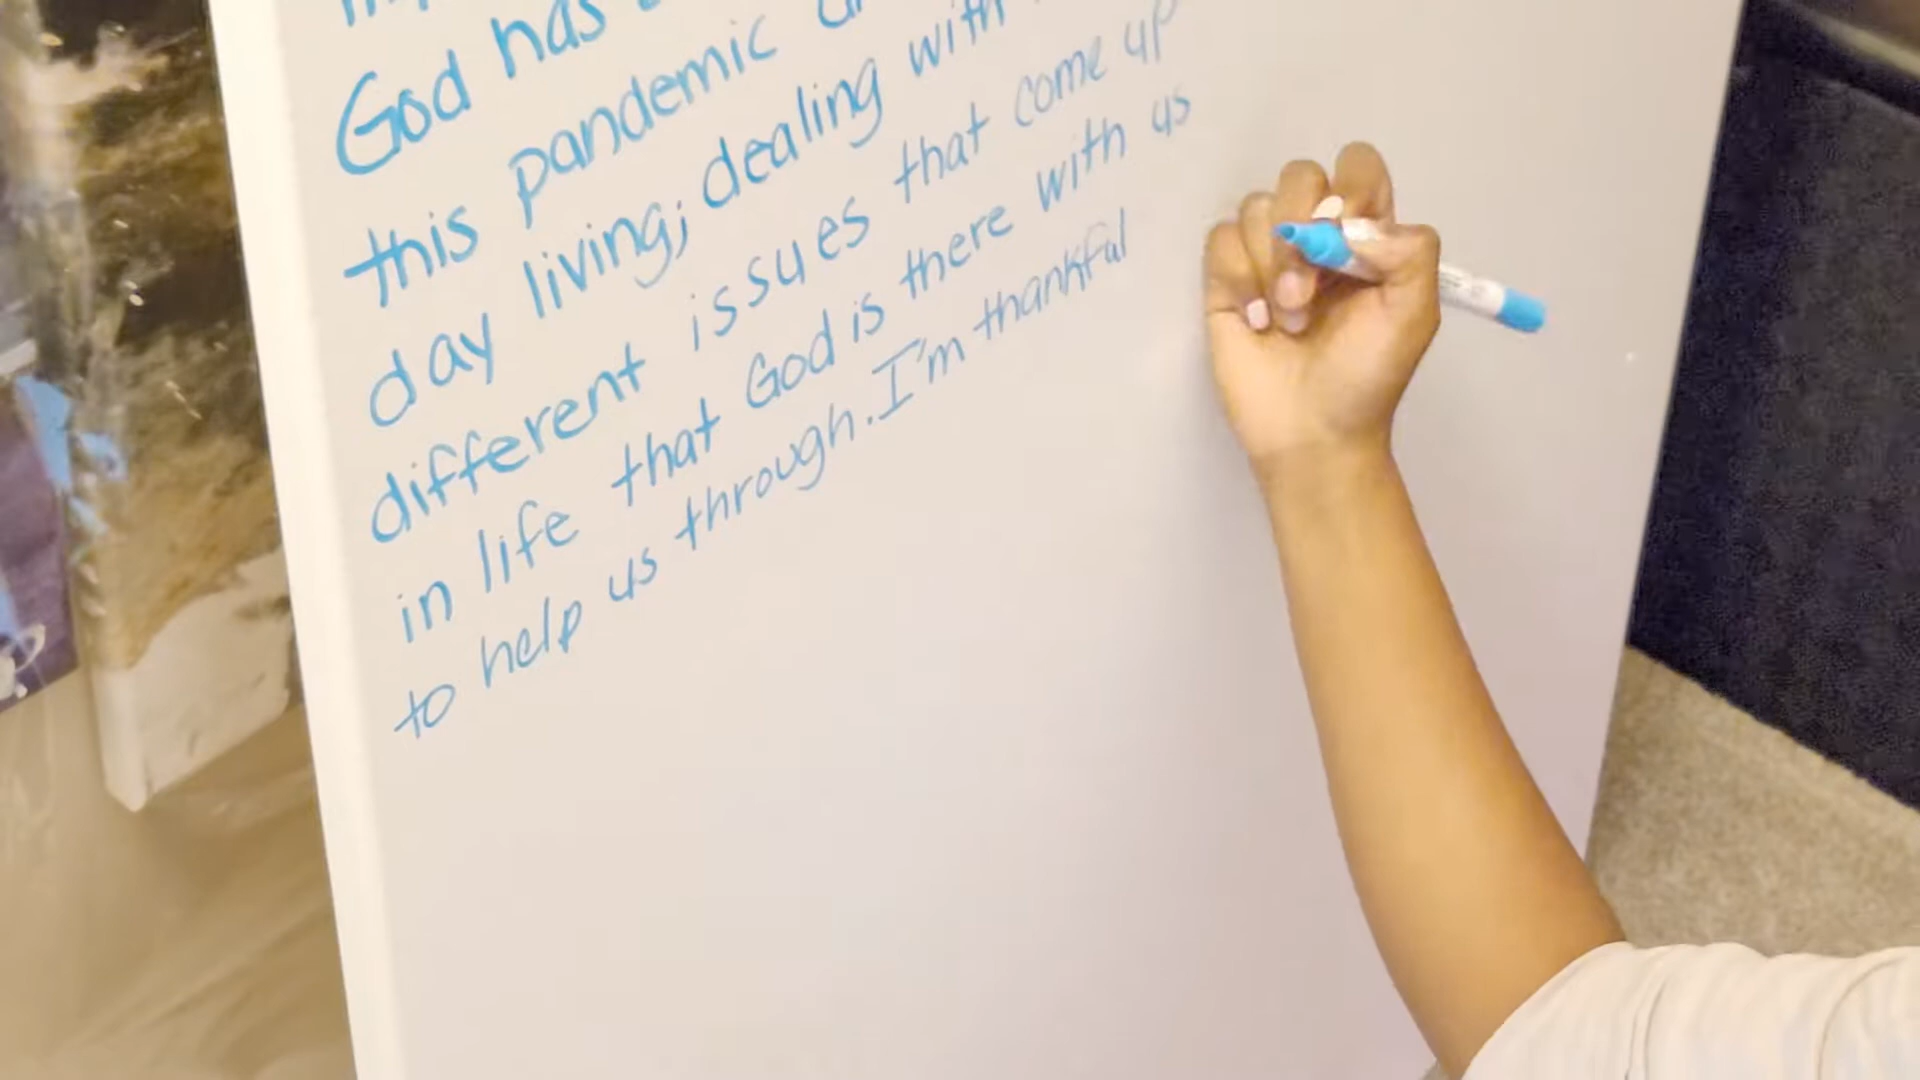 God has
this pandemic
day living; dealing with
different issues that come up
in life that God is there with us
to help us through. I'm thankful